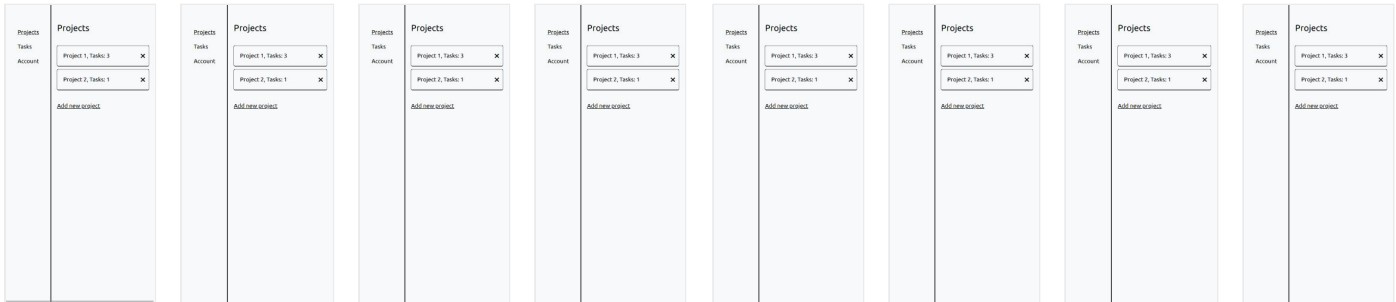 Projects
Tasks
Account
Projects
Project 1, Tasks: 3 ×
Project 2, Tasks: 1 ×
Add new project
Projects
Tasks
Account
Projects
Project 1, Tasks: 3 ×
Project 2, Tasks: 1 ×
Add new project
Projects
Tasks
Account
Projects
Project 1, Tasks: 3 ×
Project 2, Tasks: 1 ×
Add new project
Projects
Tasks
Account
Projects
Project 1, Tasks: 3 ×
Project 2, Tasks: 1 ×
Add new project
Projects
Tasks
Account
Projects
Project 1, Tasks: 3 ×
Project 2, Tasks: 1 ×
Add new project
Projects
Tasks
Account
Projects
Project 1, Tasks: 3 ×
Project 2, Tasks: 1 ×
Add new project
Projects
Tasks
Account
Projects
Project 1, Tasks: 3 ×
Project 2, Tasks: 1 ×
Add new project
Projects
Tasks
Account
Projects
Project 1, Tasks: 3 ×
Project 2, Tasks: 1 ×
Add new project